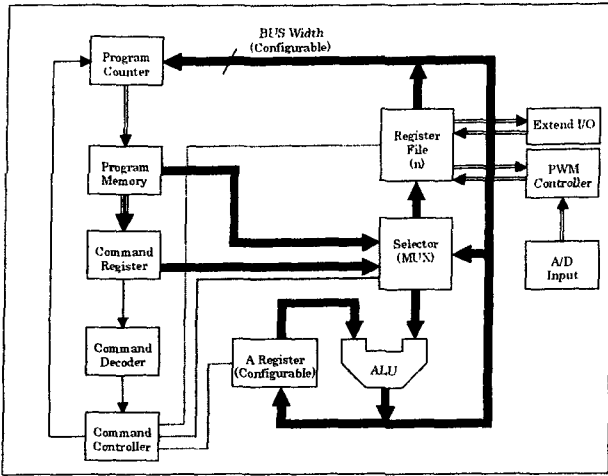 BUS Width
(Configurable)
Program
Counter
Register
File
(n)
Extend I/O
PWM
Controller
Program
Memory
Selector
(MUX)
Command
Register
A/D
Input
Command
Decoder
A Register
(Configurable)
ALU
Command
Controller